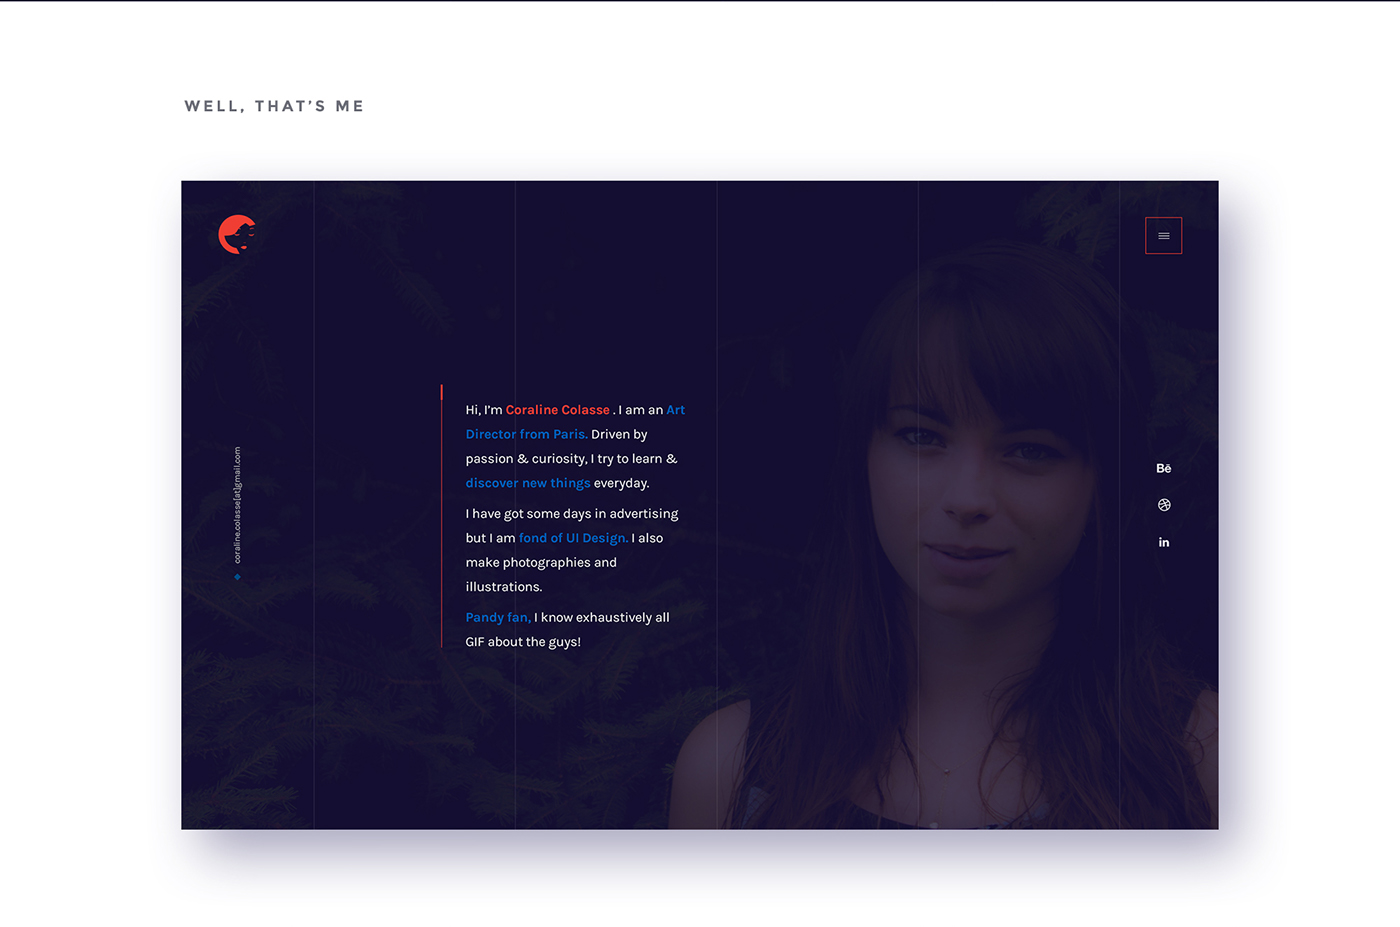 WELL, THAT'S ME
Hi, I'm Coraline Colasse . I am an Art
Director from Paris. Driven by
passion & curiosity, I try to learn &
discover new things everyday.
I have got some days in advertising
but I am fond of UI Design. I also
make photographies and
illustrations.
Pandy fan, I know exhaustively all
GIF about the guys!
coraline.colasse[at]gmail.com
Bē
in